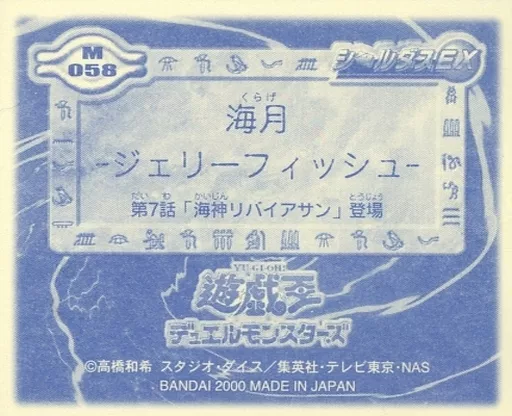 M
058
シールダスEX
くらげ
海月
-ジェリーフィッシュ-
だい わ かいじん とうじょう
第7話「海神リバイアサン」登場
YU-GI-OH!
遊戯王
デュエルモンスターズ
©高橋和希 スタジオ・ダイス/集英社・テレビ東京・NAS
BANDAI 2000 MADE IN JAPAN